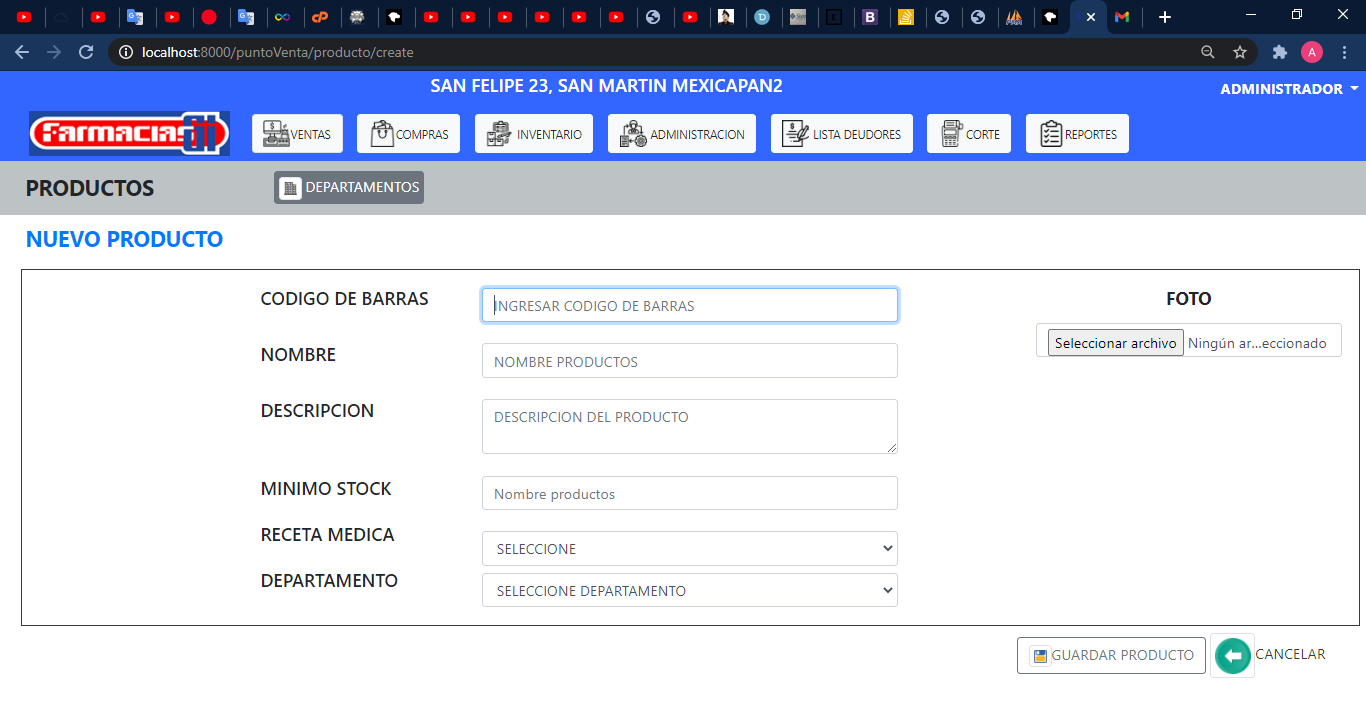 localhost:8000/puntoVenta/producto/create
A
SAN FELIPE 23, SAN MARTIN MEXICAPAN2
ADMINISTRADOR
Farmacias
VENTAS
COMPRAS
INVENTARIO
ADMINISTRACION
LISTA DEUDORES
CORTE
REPORTES
PRODUCTOS
DEPARTAMENTOS
NUEVO PRODUCTO
CODIGO DE BARRAS
INGRESAR CODIGO DE BARRAS
FOTO
Seleccionar archivo Ningún ar...eccionado
NOMBRE
NOMBRE PRODUCTOS
DESCRIPCION
DESCRIPCION DEL PRODUCTO
MINIMO STOCK
Nombre productos
RECETA MEDICA
SELECCIONE
DEPARTAMENTO
SELECCIONE DEPARTAMENTO
GUARDAR PRODUCTO
CANCELAR